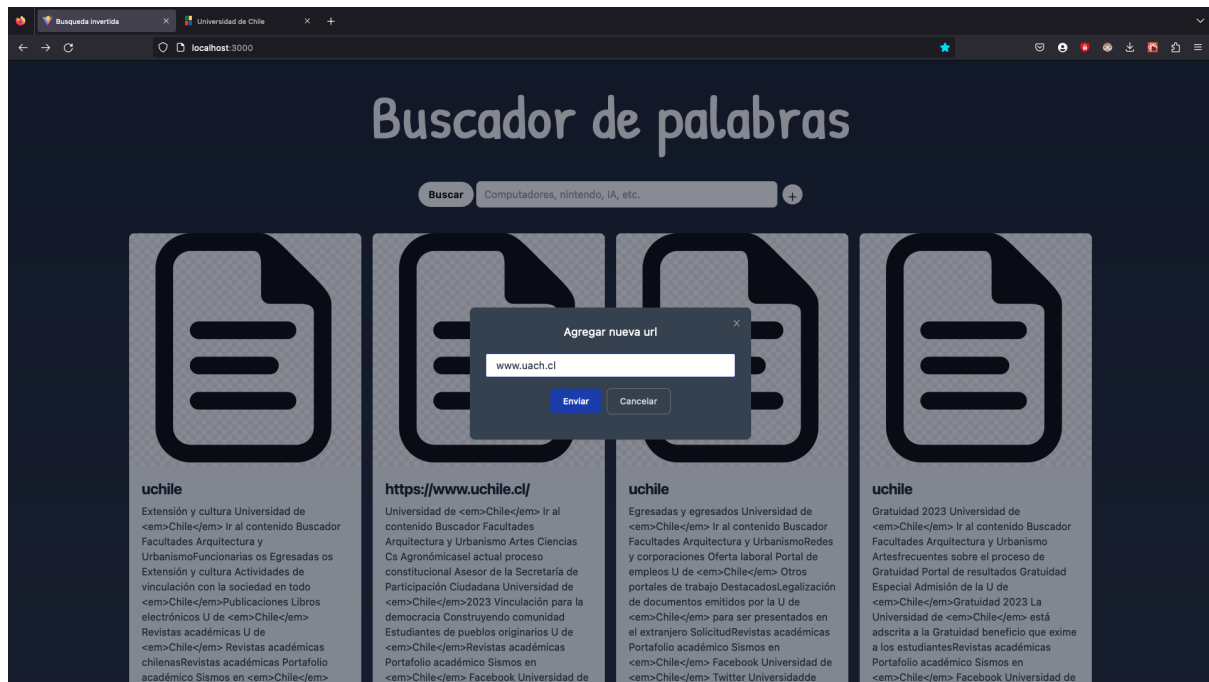 Busqueda invertida
Universidad de Chile
localhost:3000
Buscador de palabras
Buscar
Computadores, nintendo, IA, etc.
+
Agregar nueva url
www.uach.cl
Enviar
Cancelar
uchile
Extensión y cultura Universidad de
<em>Chile</em> Ir al contenido Buscador
Facultades Arquitectura y
UrbanismoFuncionarias os Egresadas os
Extensión y cultura Actividades de
vinculación con la sociedad en todo
<em>Chile</em>Publicaciones Libros
electrónicos U de <em>Chile</em>
Revistas académicas U de
<em>Chile</em> Revistas académicas
chilenasRevistas académicas Portafolio
académico Sismos en <em>Chile</em>
https://www.uchile.cl/
Universidad de <em>Chile</em> Ir al
contenido Buscador Facultades
Arquitectura y Urbanismo Artes Ciencias
Cs Agronómicasel actual proceso
constitucional Asesor de la Secretaría de
Participación Ciudadana Universidad de
<em>Chile</em>2023 Vinculación para la
democracia Construyendo comunidad
Estudiantes de pueblos originarios U de
<em>Chile</em>Revistas académicas
Portafolio académico Sismos en
<em>Chile</em> Facebook Universidad de
uchile
Egresadas y egresados Universidad de
<em>Chile</em> Ir al contenido Buscador
Facultades Arquitectura y UrbanismoRedes
y corporaciones Oferta laboral Portal de
empleos U de <em>Chile</em> Otros
portales de trabajo DestacadosLegalización
de documentos emitidos por la U de
<em>Chile</em> para ser presentados en
el extranjero SolicitudRevistas académicas
Portafolio académico Sismos en
<em>Chile</em> Facebook Universidad de
<em>Chile</em> Twitter Universidadde
uchile
Gratuidad 2023 Universidad de
<em>Chile</em> Ir al contenido Buscador
Facultades Arquitectura y Urbanismo
Artesfrecuentes sobre el proceso de
Gratuidad Portal de resultados Gratuidad
Especial Admisión de la U de
<em>Chile</em>Gratuidad 2023 La
Universidad de <em>Chile</em> está
adscrita a la Gratuidad beneficio que exime
a los estudiantesRevistas académicas
Portafolio académico Sismos en
<em>Chile</em> Facebook Universidad de